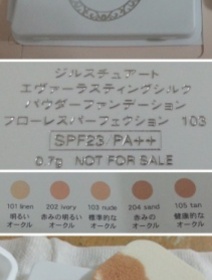 ジルスチュアート
エヴァーラスティングシルク
パウダーファンデーション
フローレスパーフェクション 103
SPF23/PA++
0.7g NOT FOR SALE
101 linen 202 ivory 103 nude 204 sand 105 tan
明るい 赤みの明るい 標準的な 赤みの 健康的な
オークル オークル オークル オークル オークル